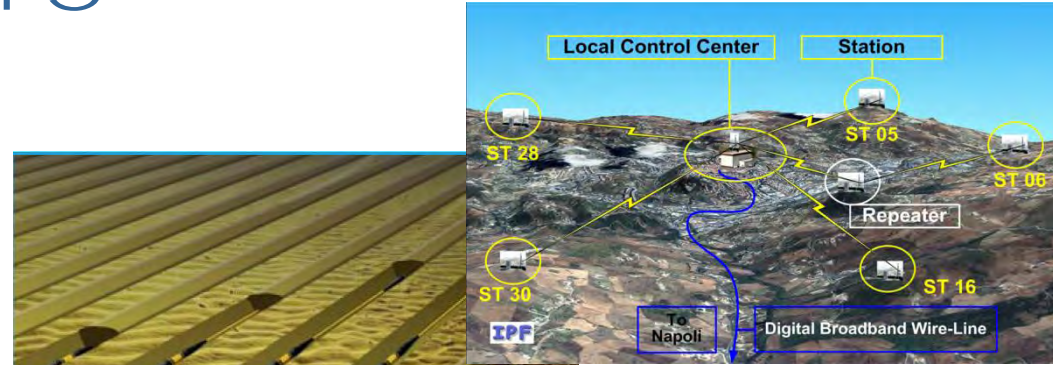 Local Control Center
Station
ST 28
ST 05
ST 06
Repeater
ST 30
ST 16
IPF
To
Napoli
Digital Broadband Wire-Line